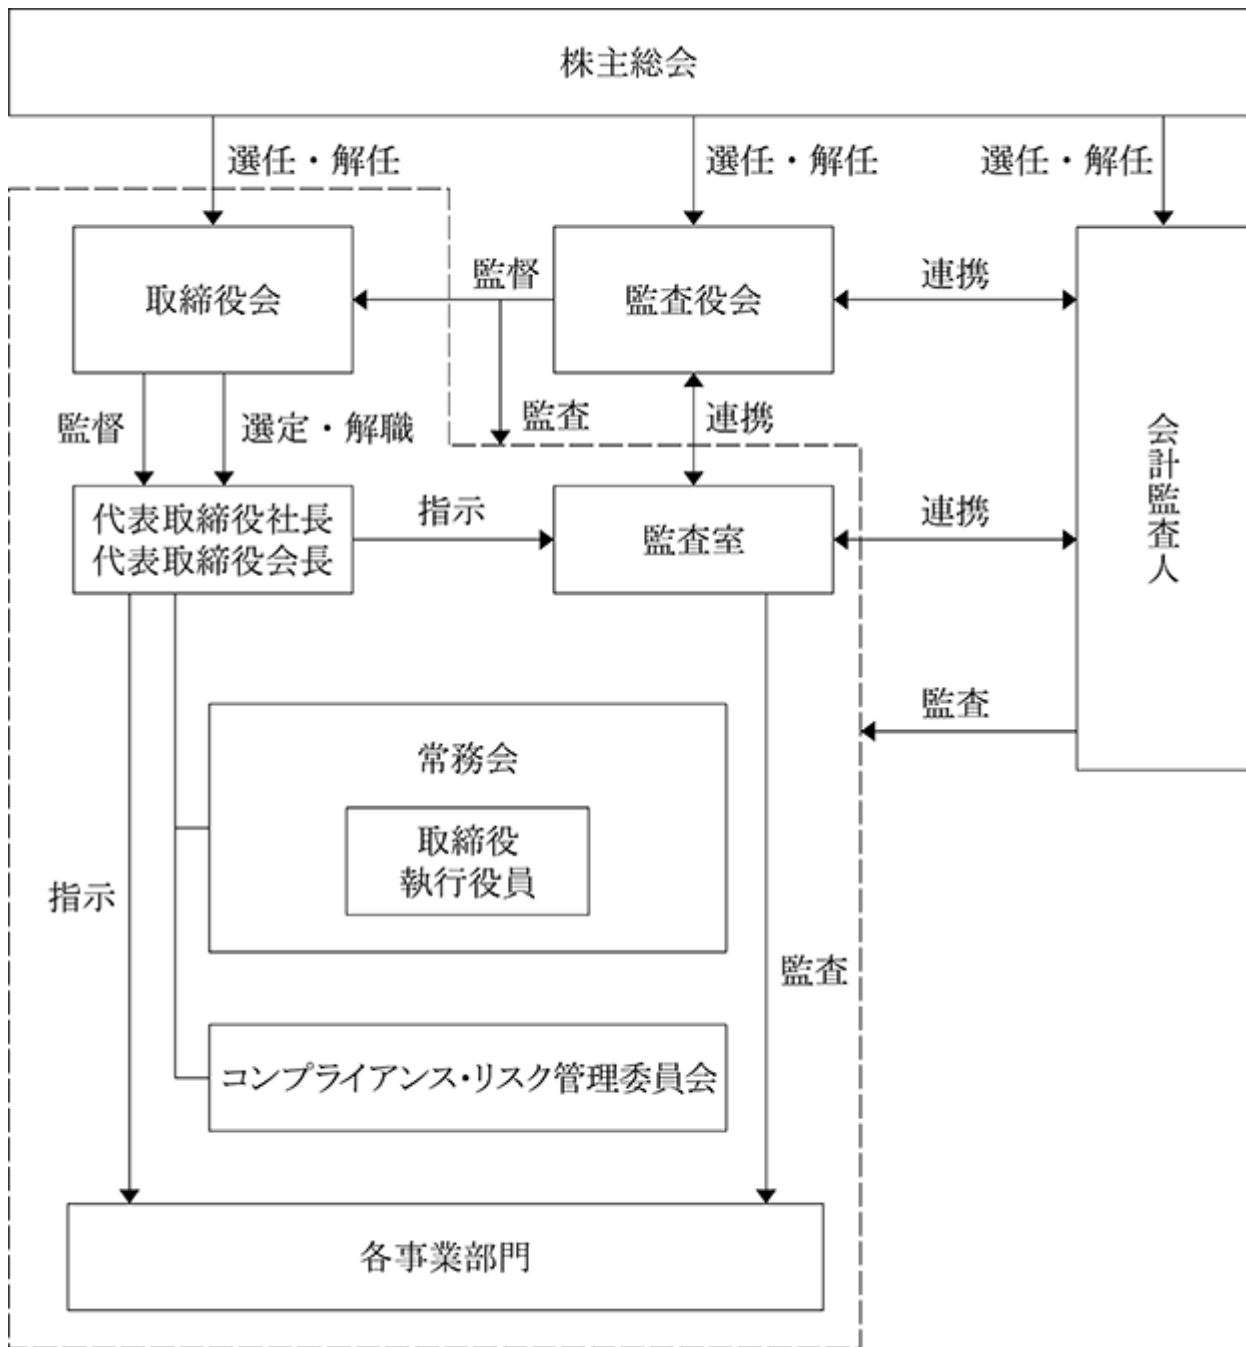 株主総会
選任・解任
選任・解任
選任・解任
取締役会
監督
監査役会
連携
監督
選定・解職
監査
連携
会計監査人
代表取締役社長
代表取締役会長
指示
監査室
連携
監査
常務会
取締役
執行役員
指示
監査
コンプライアンス・リスク管理委員会
各事業部門